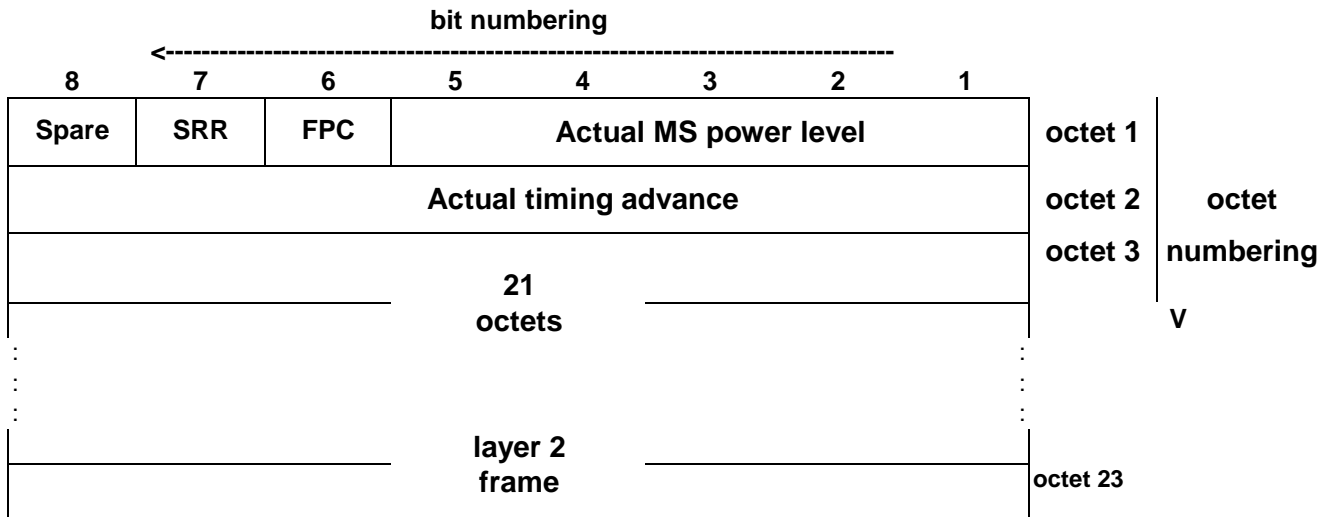 bit numbering
<--------------------------------------------------------------------------------
8 7 6 5 4 3 2 1
Spare SRR FPC Actual MS power level octet 1
Actual timing advance octet 2 octet
octet 3 numbering
21
octets V
: :
: :
: :
layer 2
frame octet 23